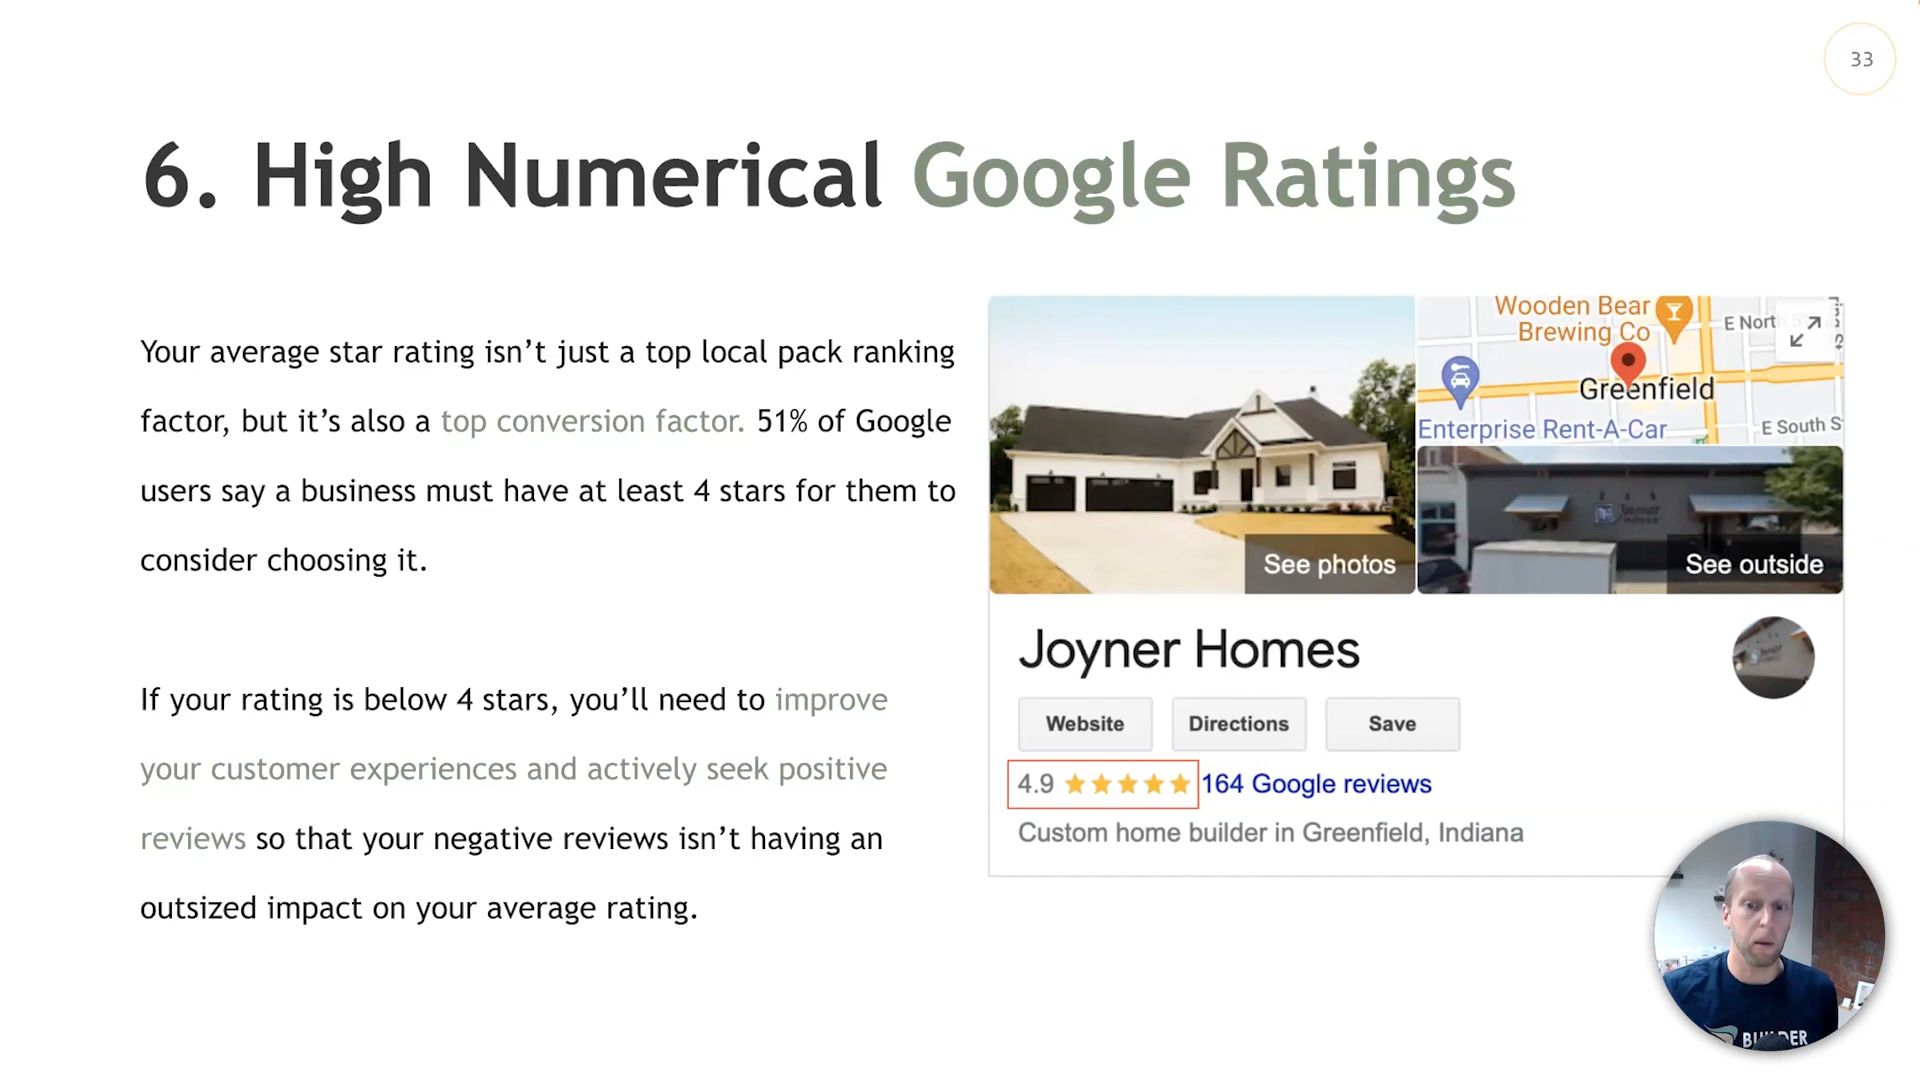 33
6. High Numerical Google Ratings
Your average star rating isn’t just a top local pack ranking
factor, but it’s also a top conversion factor. 51% of Google
users say a business must have at least 4 stars for them to
consider choosing it.
If your rating is below 4 stars, you’ll need to improve
your customer experiences and actively seek positive
reviews so that your negative reviews isn’t having an
outsized impact on your average rating.
Wooden Bear
Brewing Co
E North
Greenfield
Enterprise Rent-A-Car
E South S
See photos
See outside
Joyner Homes
Website Directions Save
4.9 164 Google reviews
Custom home builder in Greenfield, Indiana
BUILDER